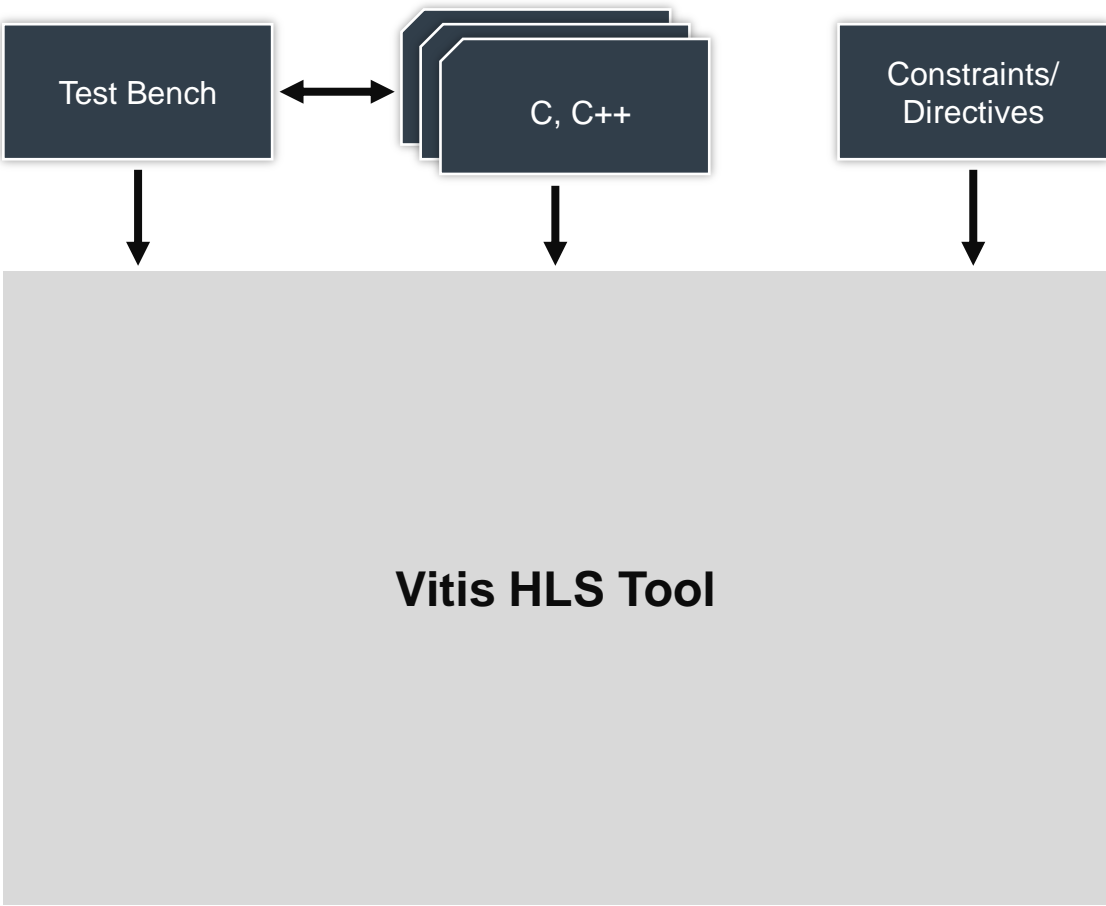 Test Bench
C, C++
Constraints/
Directives
Vitis HLS Tool